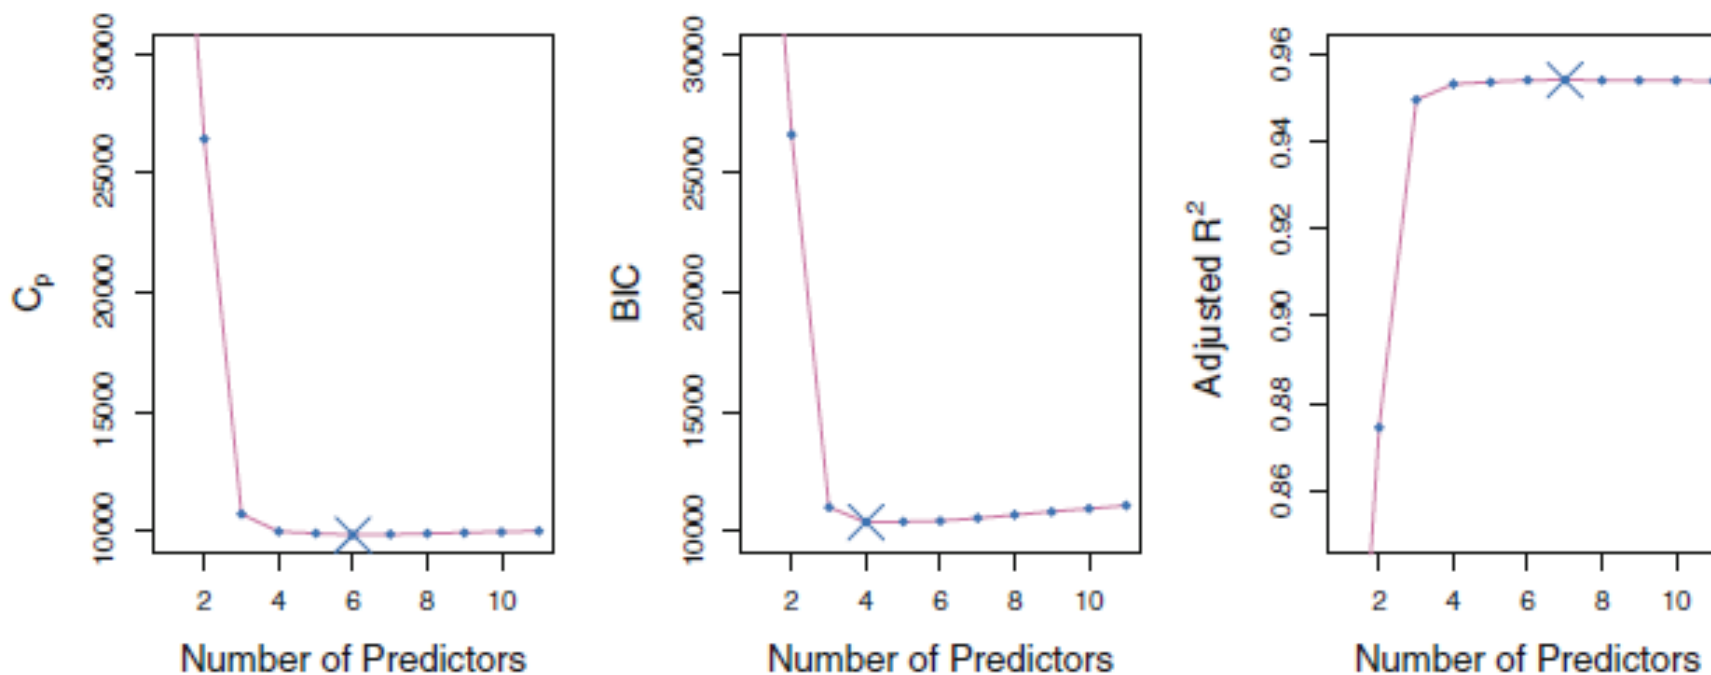 Cp
30000
25000
20000
15000
10000
2 4 6 8 10
Number of Predictors
BIC
30000
25000
20000
15000
10000
2 4 6 8 10
Number of Predictors
Adjusted R²
0.96
0.94
0.92
0.90
0.88
0.86
2 4 6 8 10
Number of Predictors